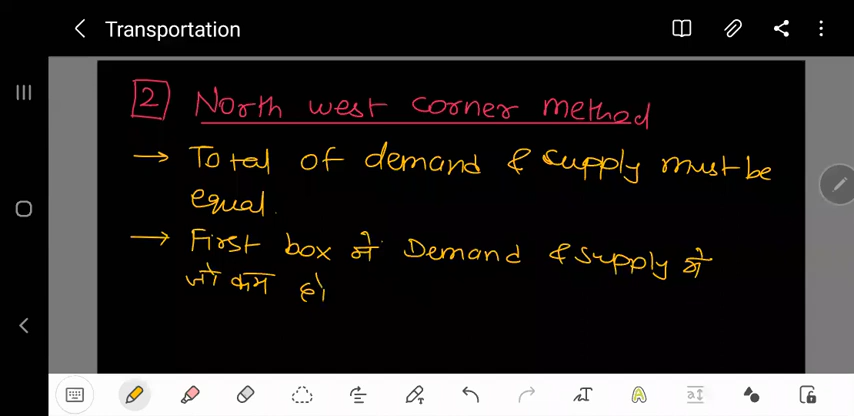 Transportation
2 North west corner method
→ Total of demand & supply must be
equal.
→ First box में Demand & supply में
जो कम हो